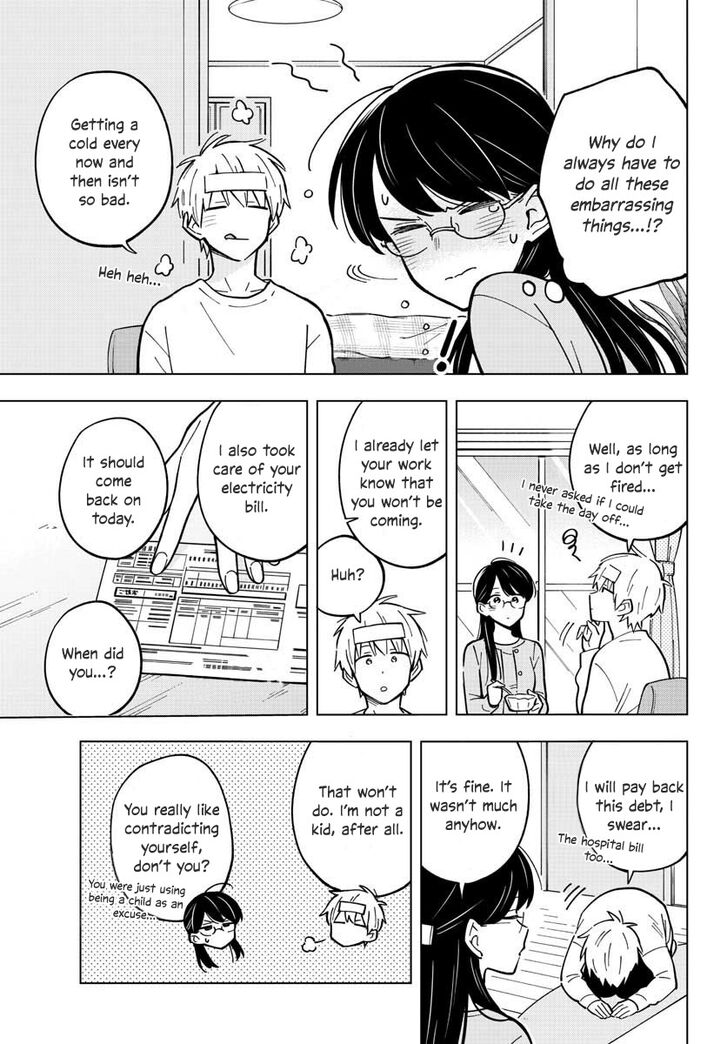 Why do I
always have to
do all these
embarrassing
things...!?
Getting a
cold every
now and
then isn't
so bad.
Heh heh...
Well, as long
as I don't get
fired...
I never asked if I could
take the day off...
I already let
your work
know that
you won't be
coming.
Huh?
I also took
care of your
electricity
bill.
It should
come
back on
today.
When did
you...?
I will pay back
this debt, I
swear...
The hospital bill
too...
It's fine. It
wasn't much
anyhow.
That won't
do. I'm not a
kid, after all.
You really like
contradicting
yourself,
don't you?
You were just using
being a child as an
excuse...